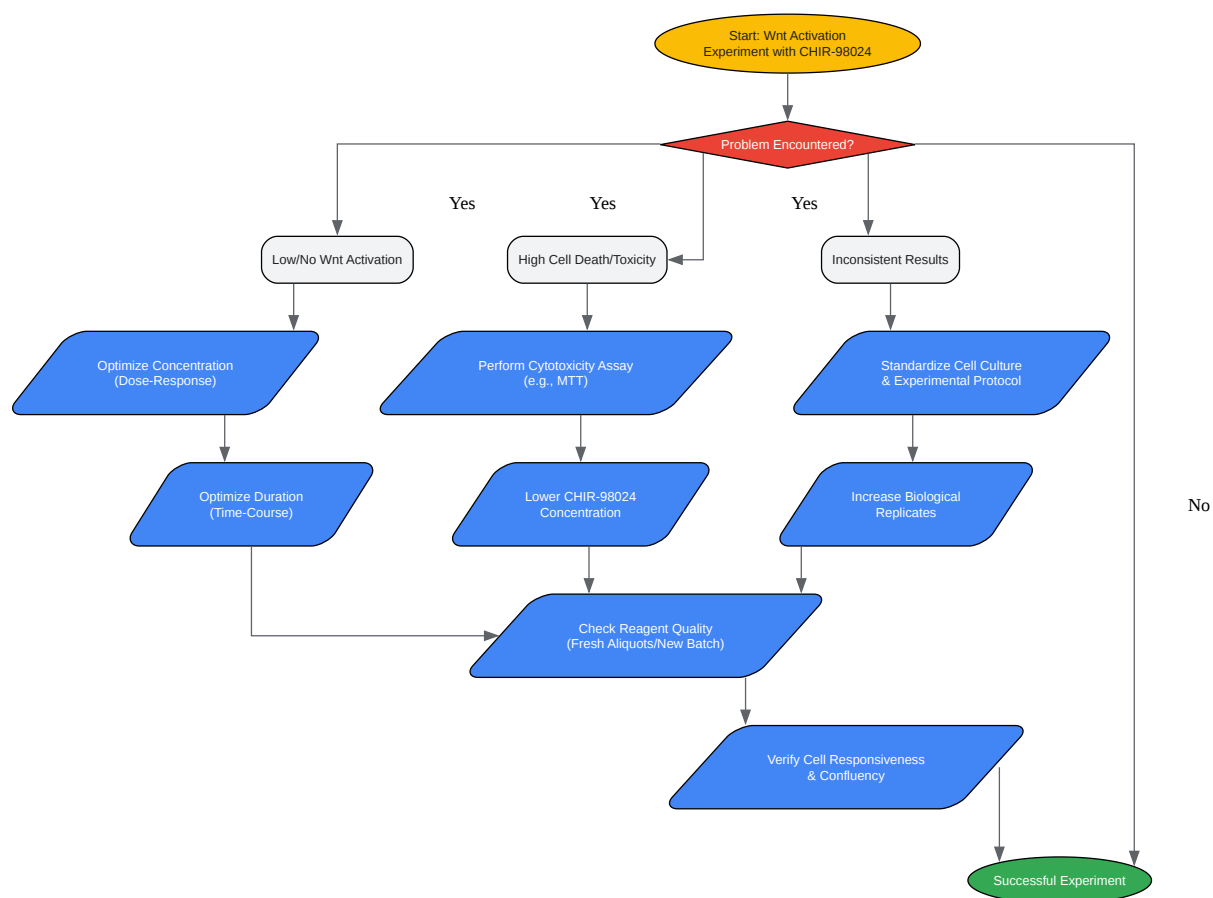 Start: Wnt Activation
Experiment with CHIR-98024
Problem Encountered?
Yes
Yes
Yes
Low/No Wnt Activation
High Cell Death/Toxicity
Inconsistent Results
Optimize Concentration
(Dose-Response)
Perform Cytotoxicity Assay
(e.g., MTT)
Standardize Cell Culture
& Experimental Protocol
Optimize Duration
(Time-Course)
Lower CHIR-98024
Concentration
Increase Biological
Replicates
No
Check Reagent Quality
(Fresh Aliquots/New Batch)
Verify Cell Responsiveness
& Confluency
Successful Experiment